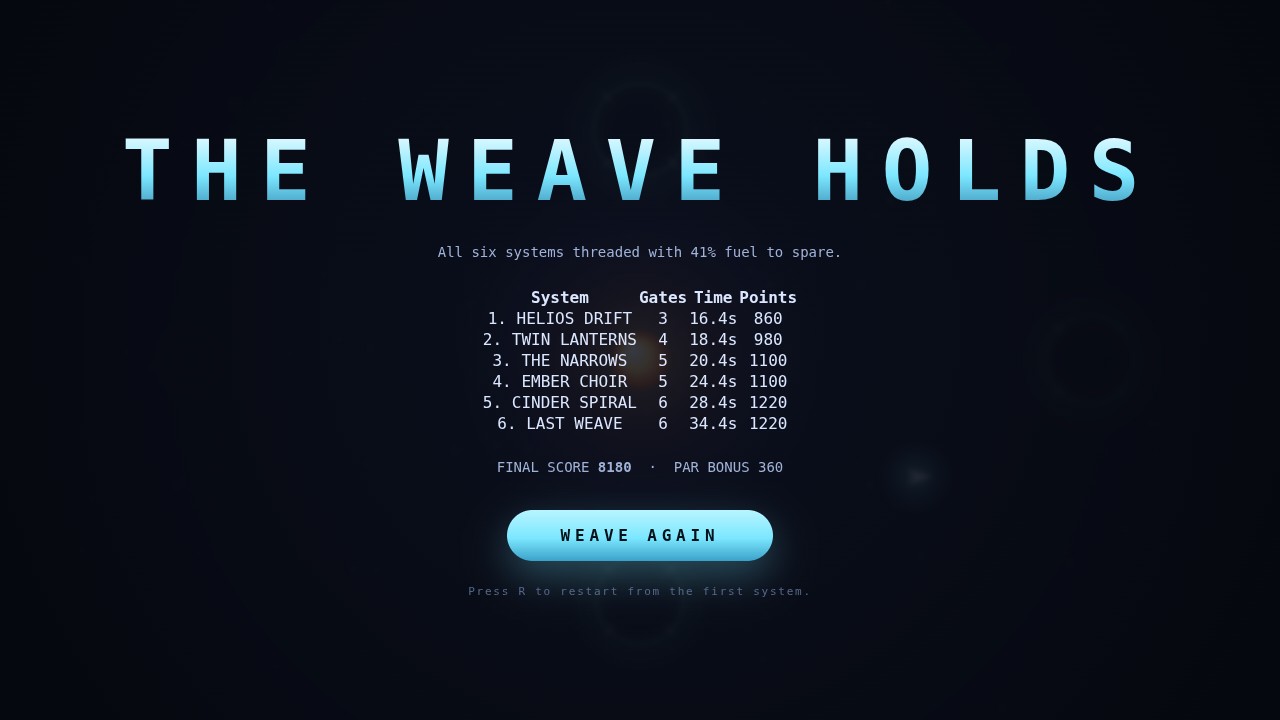 THE WEAVE HOLDS
All six systems threaded with 41% fuel to spare.
System Gates Time Points
1. HELIOS DRIFT 3 16.4s 860
2. TWIN LANTERNS 4 18.4s 980
3. THE NARROWS 5 20.4s 1100
4. EMBER CHOIR 5 24.4s 1100
5. CINDER SPIRAL 6 28.4s 1220
6. LAST WEAVE 6 34.4s 1220
FINAL SCORE 8180 · PAR BONUS 360
WEAVE AGAIN
Press R to restart from the first system.